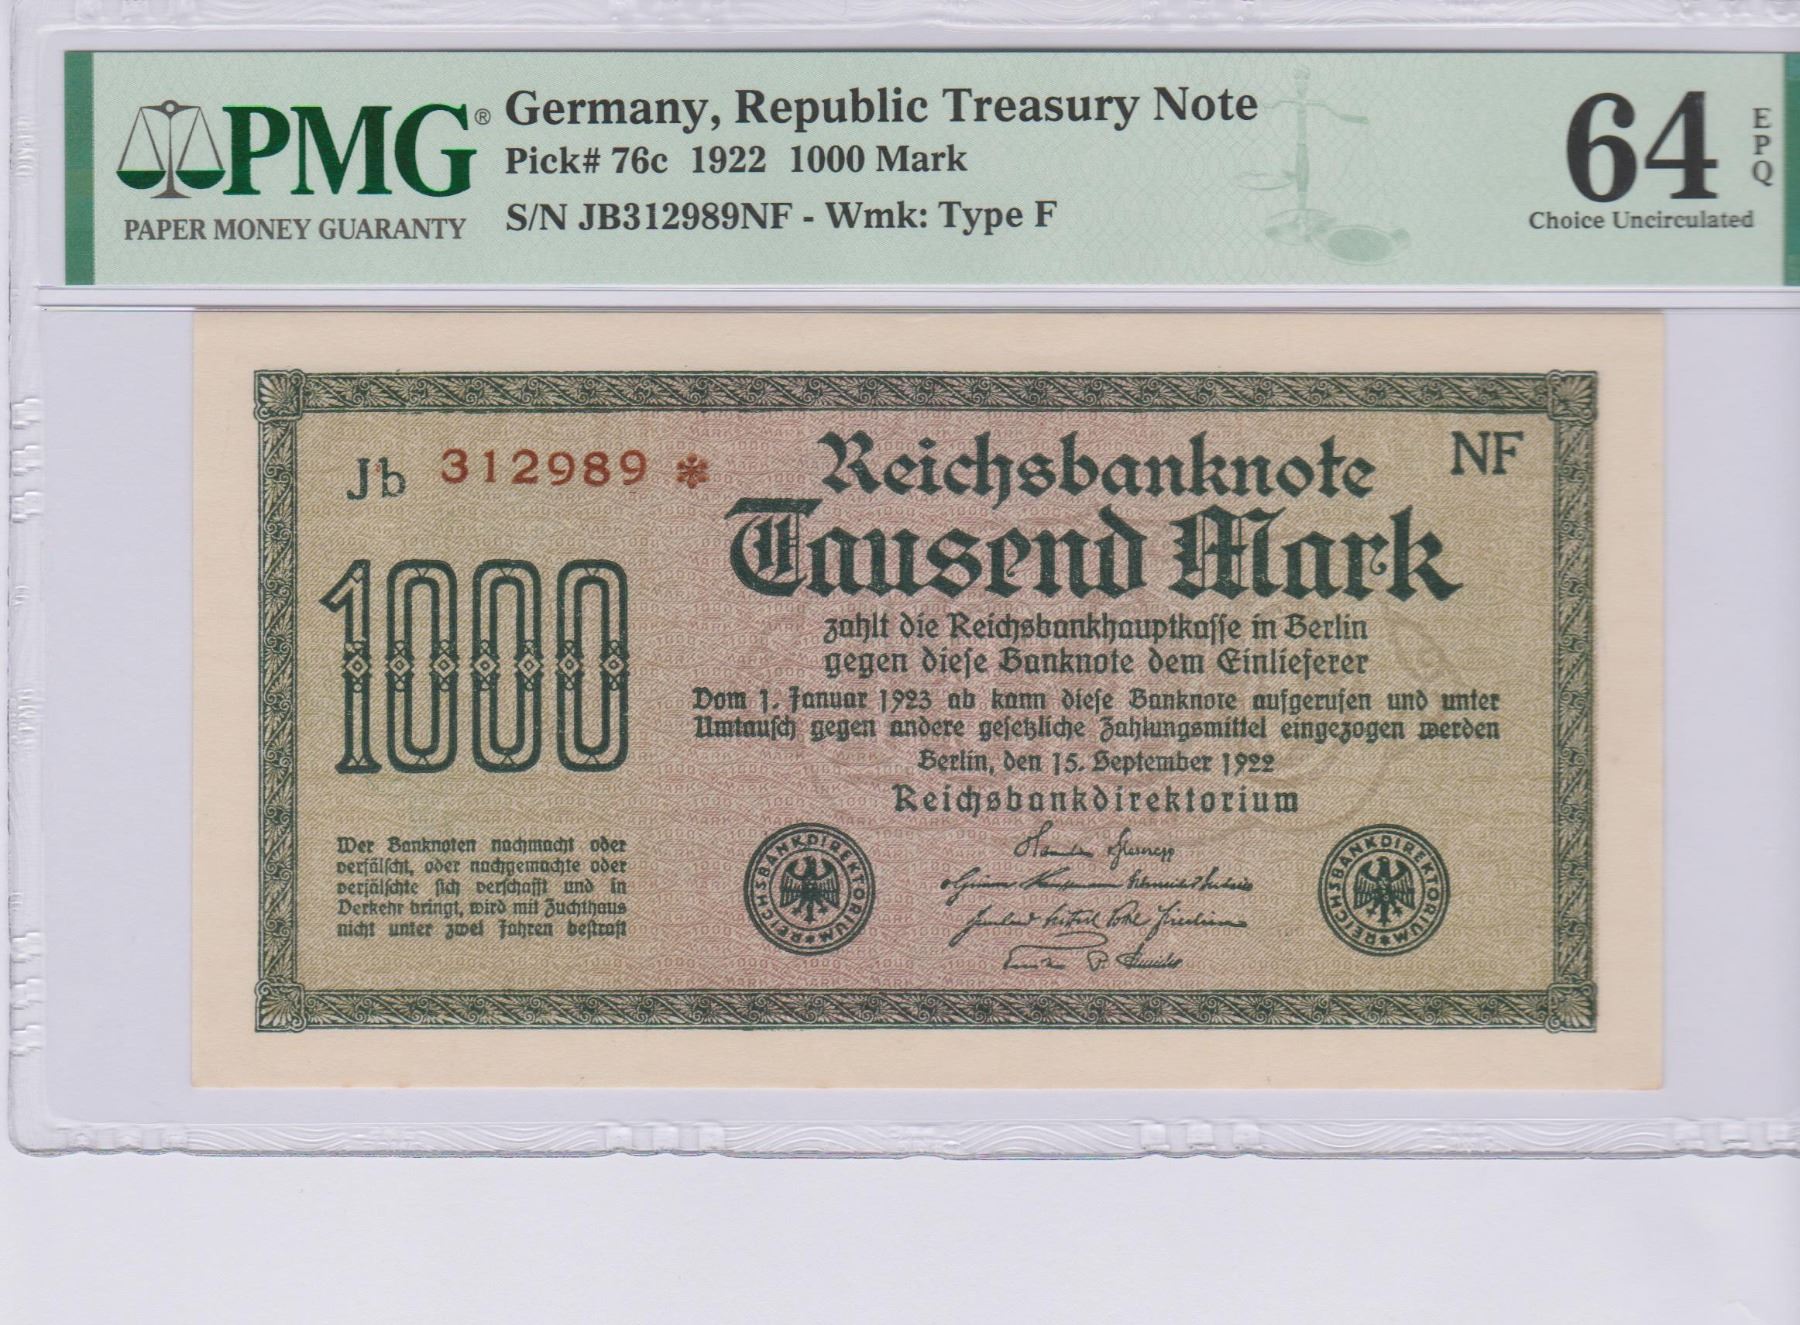 PMG®
PAPER MONEY GUARANTY
Germany, Republic Treasury Note
Pick# 76c 1922 1000 Mark
S/N JB312989NF - Wmk: Type F
64 EPQ
Choice Uncirculated
Jb 312989 *
NF
Reichsbanknote
Tausend Mark
zahlt die Reichsbankhauptkasse in Berlin
gegen diese Banknote dem Einlieferer
Vom 1. Januar 1923 ab kann diese Banknote aufgerufen und unter
Umtausch gegen andere gesetzliche Zahlungsmittel eingezogen werden
Berlin, den 15. September 1922
Reichsbankdirektorium
1000
Wer Banknoten nachmacht oder
verfälscht, oder nachgemachte oder
verfälschte sich verschafft und in
Verkehr bringt, wird mit Zuchthaus
nicht unter zwei Jahren bestraft
REICHSBANKDIREKTORIUM
REICHSBANKDIREKTORIUM